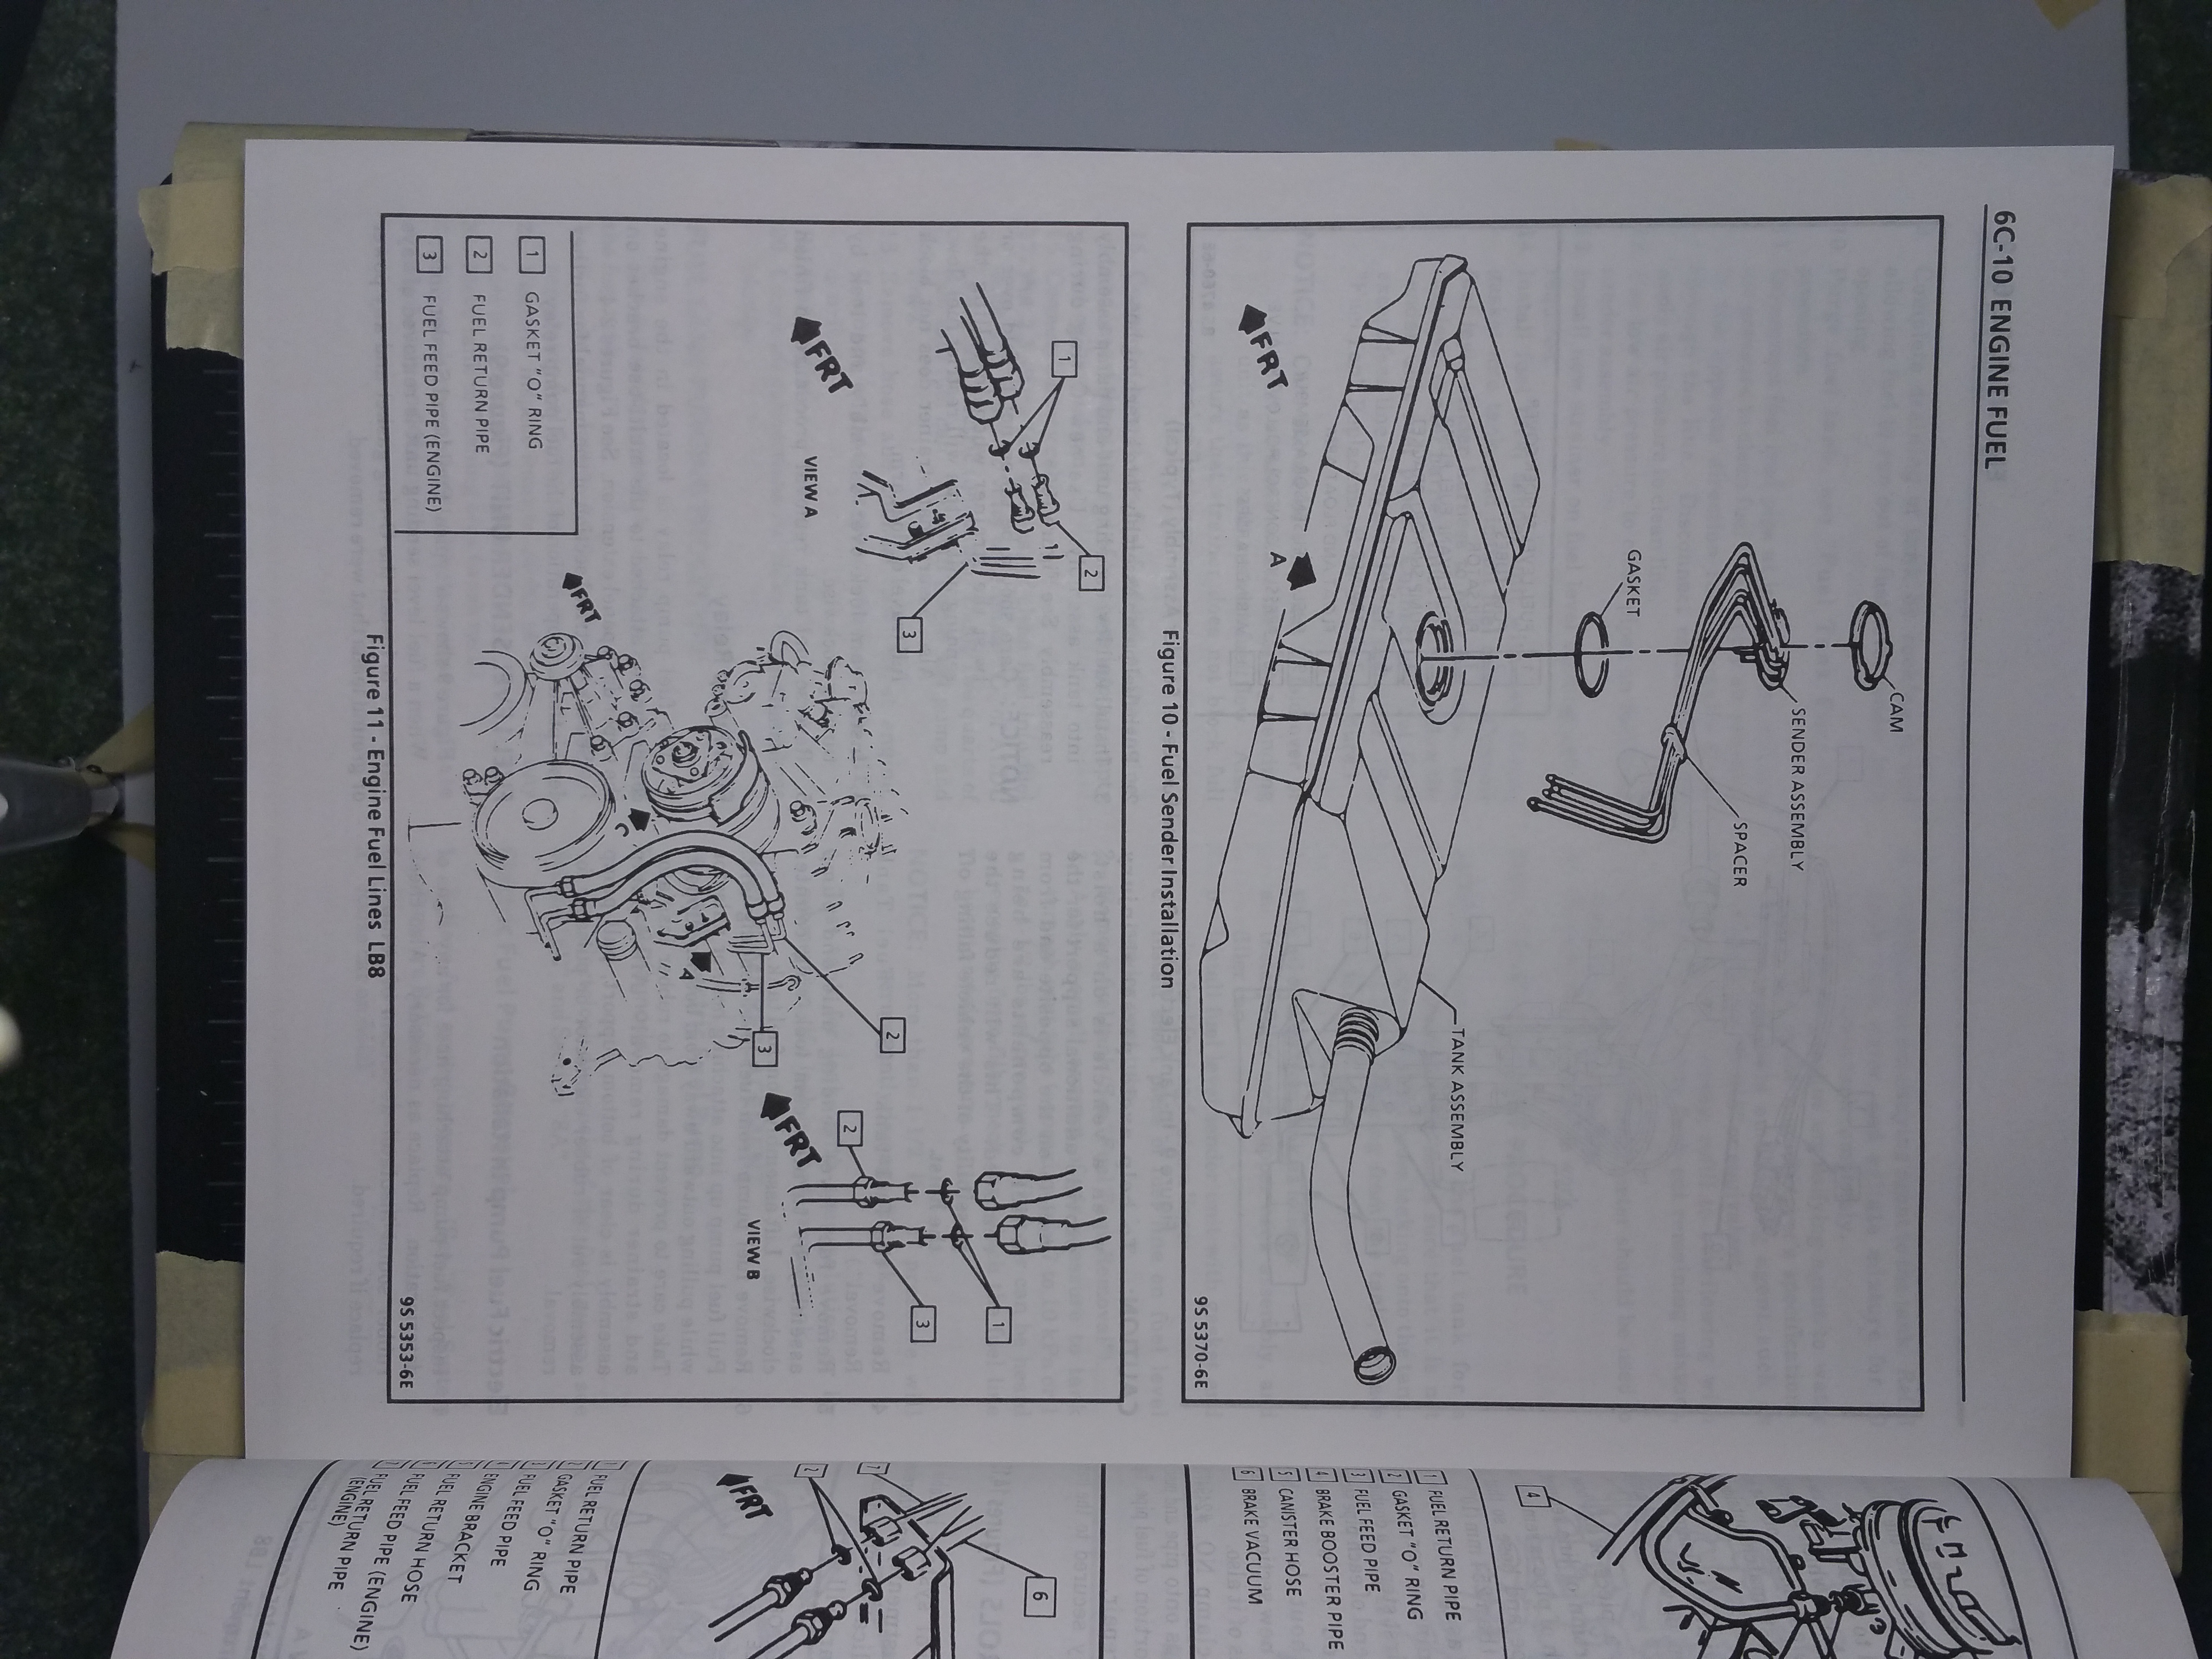 6C-10 ENGINE FUEL
CAM
SENDER ASSEMBLY
SPACER
GASKET
FRT
A
TANK ASSEMBLY
9S 5370-6E
Figure 10 - Fuel Sender Installation
1
2
3
FRT
VIEW A
2
3
FRT
C
A
2
1
3
FRT
VIEW B
1 GASKET "O" RING
2 FUEL RETURN PIPE
3 FUEL FEED PIPE (ENGINE)
9S 5353-6E
Figure 11 - Engine Fuel Lines LB8
4
1 FUEL RETURN PIPE
2 GASKET "O" RING
3 FUEL FEED PIPE
4 BRAKE BOOSTER PIPE
5 CANISTER HOSE
6 BRAKE VACUUM
7
2
6
FRT
1 FUEL RETURN PIPE
2 GASKET "O" RING
3 FUEL FEED PIPE
4 ENGINE BRACKET
5 FUEL RETURN HOSE
6 FUEL FEED PIPE (ENGINE)
7 FUEL RETURN PIPE
(ENGINE)